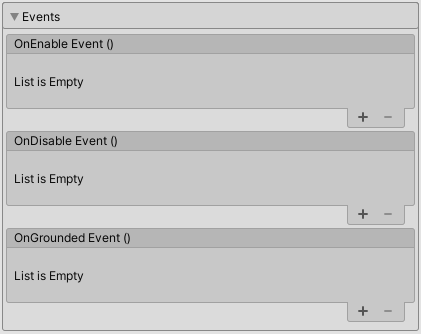 Events
OnEnable Event ()
List is Empty
OnDisable Event ()
List is Empty
OnGrounded Event ()
List is Empty